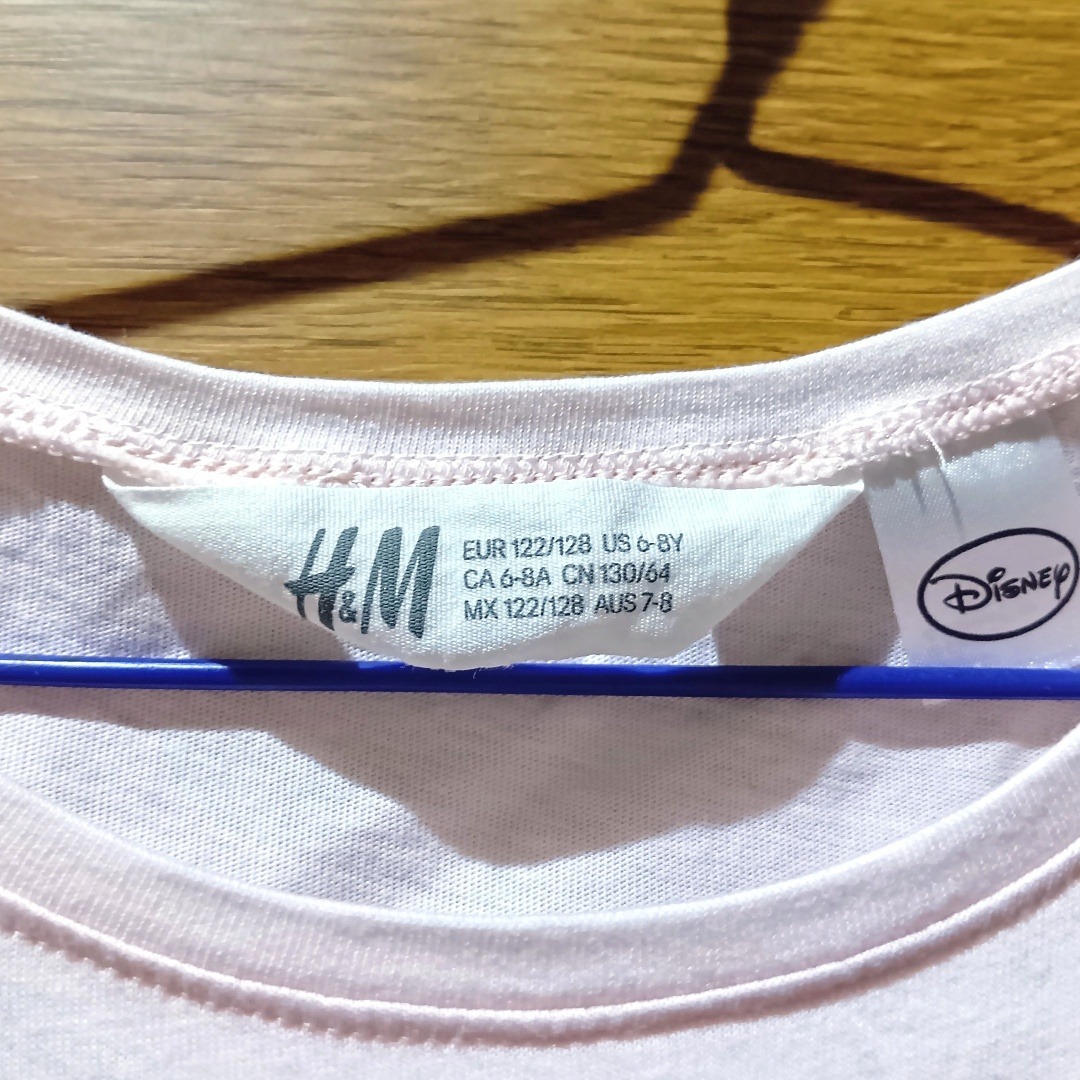 H&M
EUR 122/128 US 6-8Y
CA 6-8A CN 130/64
MX 122/128 AUS 7-8
Disney